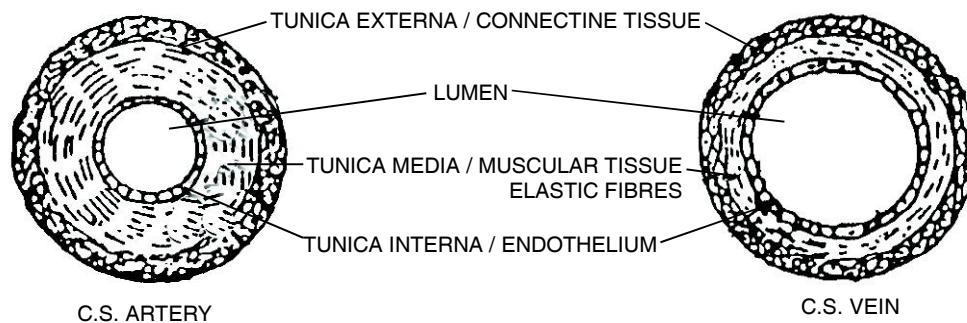 TUNICA EXTERNA / CONNECTINE TISSUE
LUMEN
TUNICA MEDIA / MUSCULAR TISSUE
ELASTIC FIBRES
TUNICA INTERNA / ENDOTHELIUM
C.S. ARTERY
C.S. VEIN